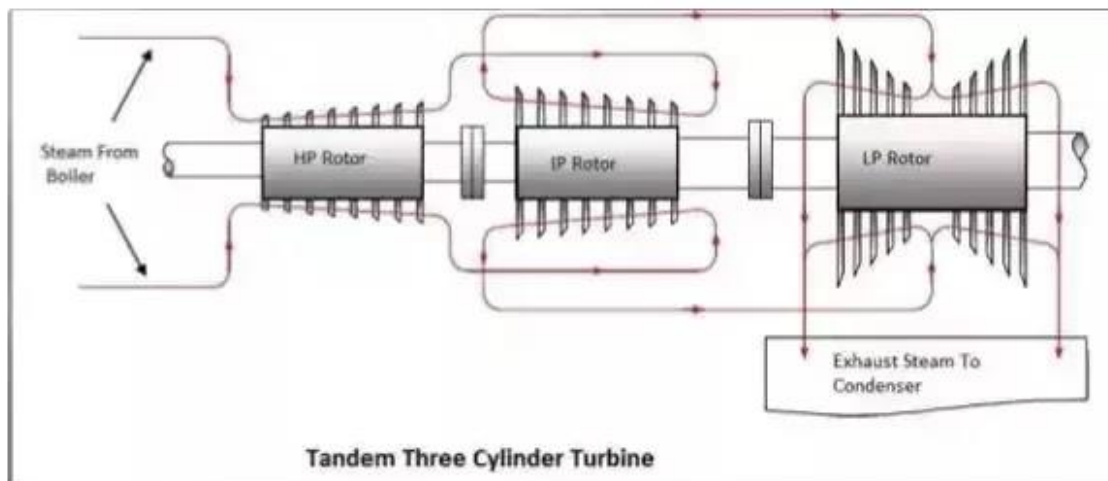 Steam From
Boiler
HP Rotor
IP Rotor
LP Rotor
Exhaust Steam To
Condenser
Tandem Three Cylinder Turbine